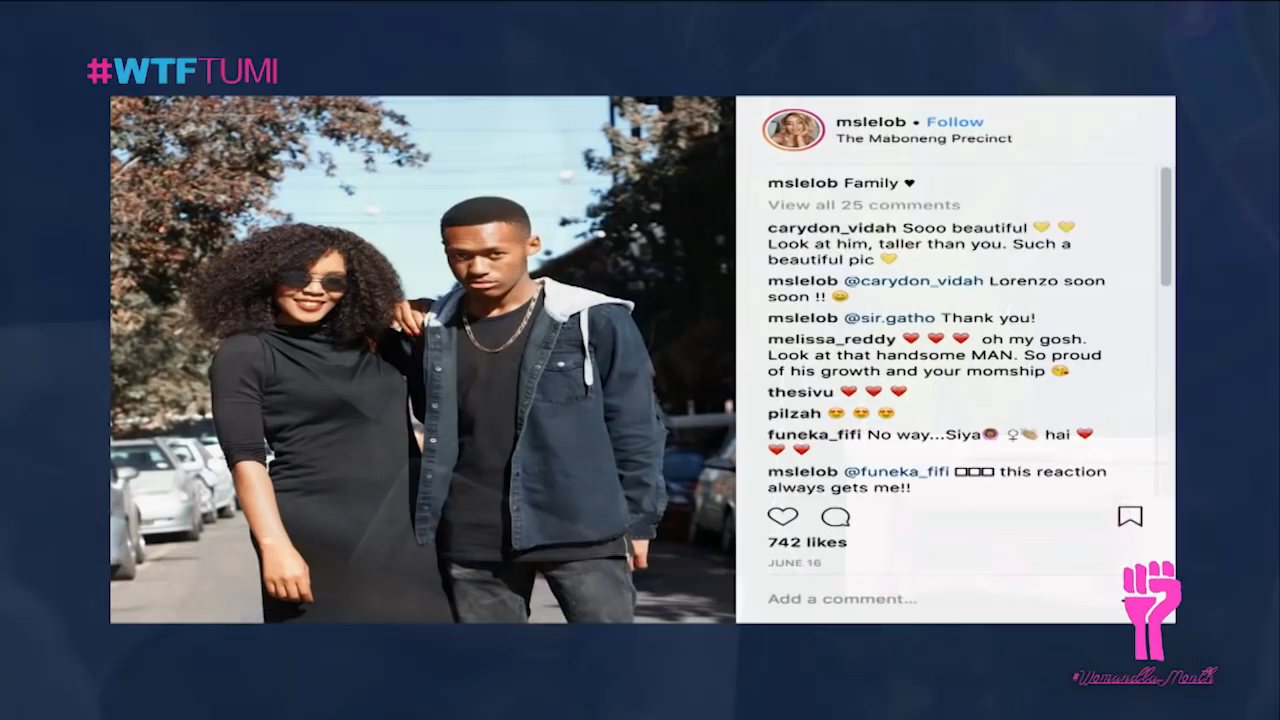 #WTFTUMI
mslelob • Follow
The Maboneng Precinct
mslelob Family 🖤
View all 25 comments
carydon_vidah Sooo beautiful 💛 💛
Look at him, taller than you. Such a
beautiful pic 💛
mslelob @carydon_vidah Lorenzo soon
soon !! 😄
mslelob @sir.gatho Thank you!
melissa_reddy ❤️ ❤️ ❤️ oh my gosh.
Look at that handsome MAN. So proud
of his growth and your momship 😘
thesivu ❤️ ❤️ ❤️
pilzah 😍 😍 😍
funeka_fifi No way...Siya ♀ hai ❤️
❤️ ❤️
mslelob @funeka_fifi □□□ this reaction
always gets me!!
742 likes
JUNE 16
Add a comment...
#WomandlaMonth